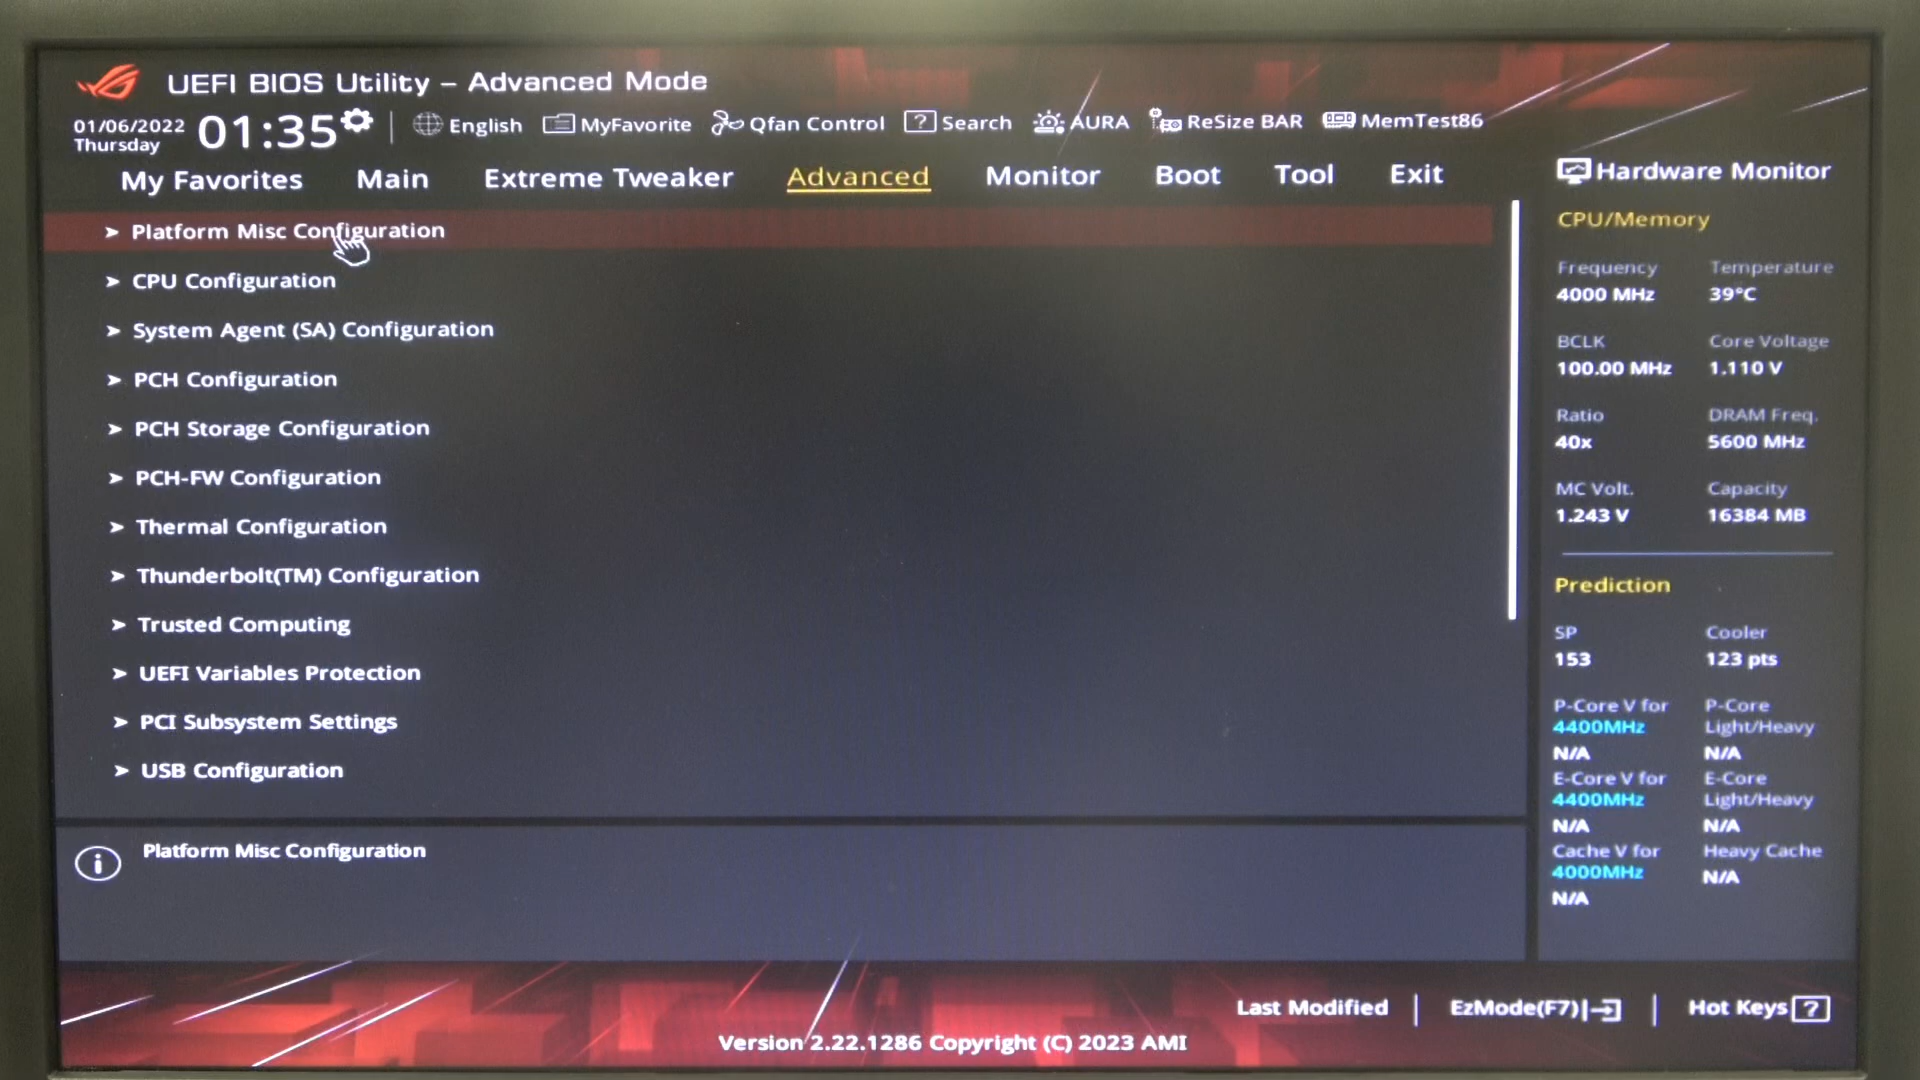 UEFI BIOS Utility – Advanced Mode
01/06/2022
Thursday
01:35
English
MyFavorite
Qfan Control
? Search
AURA
ReSize BAR
MemTest86
My Favorites
Main
Extreme Tweaker
Advanced
Monitor
Boot
Tool
Exit
> Platform Misc Configuration
> CPU Configuration
> System Agent (SA) Configuration
> PCH Configuration
> PCH Storage Configuration
> PCH-FW Configuration
> Thermal Configuration
> Thunderbolt(TM) Configuration
> Trusted Computing
> UEFI Variables Protection
> PCI Subsystem Settings
> USB Configuration
i Platform Misc Configuration
Hardware Monitor
CPU/Memory
Frequency Temperature
4000 MHz 39°C
BCLK Core Voltage
100.00 MHz 1.110 V
Ratio DRAM Freq.
40x 5600 MHz
MC Volt. Capacity
1.243 V 16384 MB
Prediction
SP Cooler
153 123 pts
P-Core V for P-Core
4400MHz Light/Heavy
N/A N/A
E-Core V for E-Core
4400MHz Light/Heavy
N/A N/A
Cache V for Heavy Cache
4000MHz N/A
N/A
Last Modified
EzMode(F7)
Hot Keys ?
Version 2.22.1286 Copyright (C) 2023 AMI